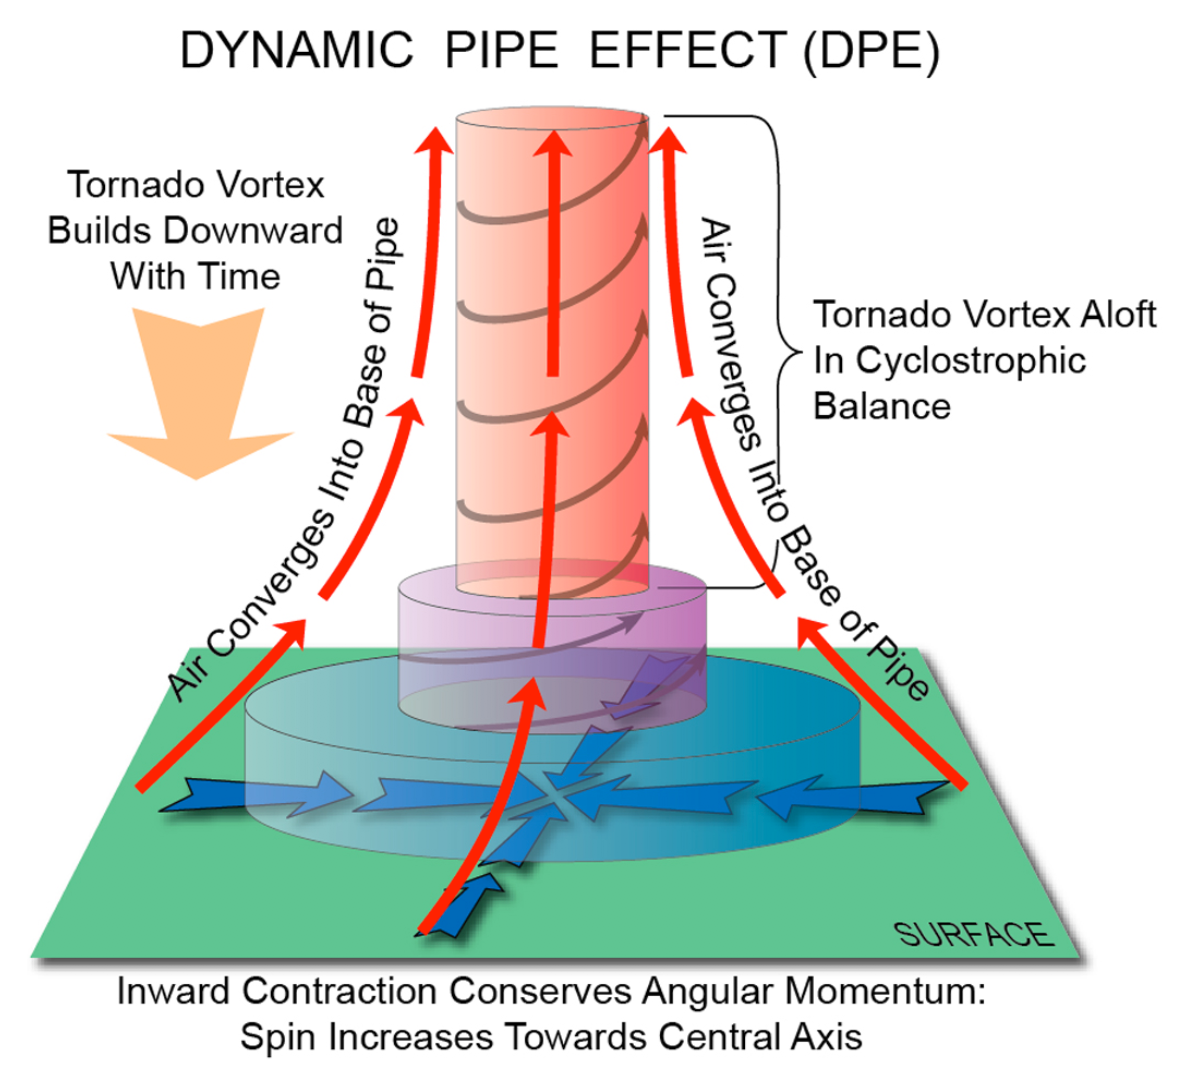 DYNAMIC PIPE EFFECT (DPE)
Tornado Vortex
Builds Downward
With Time
Air Converges Into Base of Pipe
Air Converges Into Base of Pipe
Tornado Vortex Aloft
In Cyclostrophic
Balance
SURFACE
Inward Contraction Conserves Angular Momentum:
Spin Increases Towards Central Axis